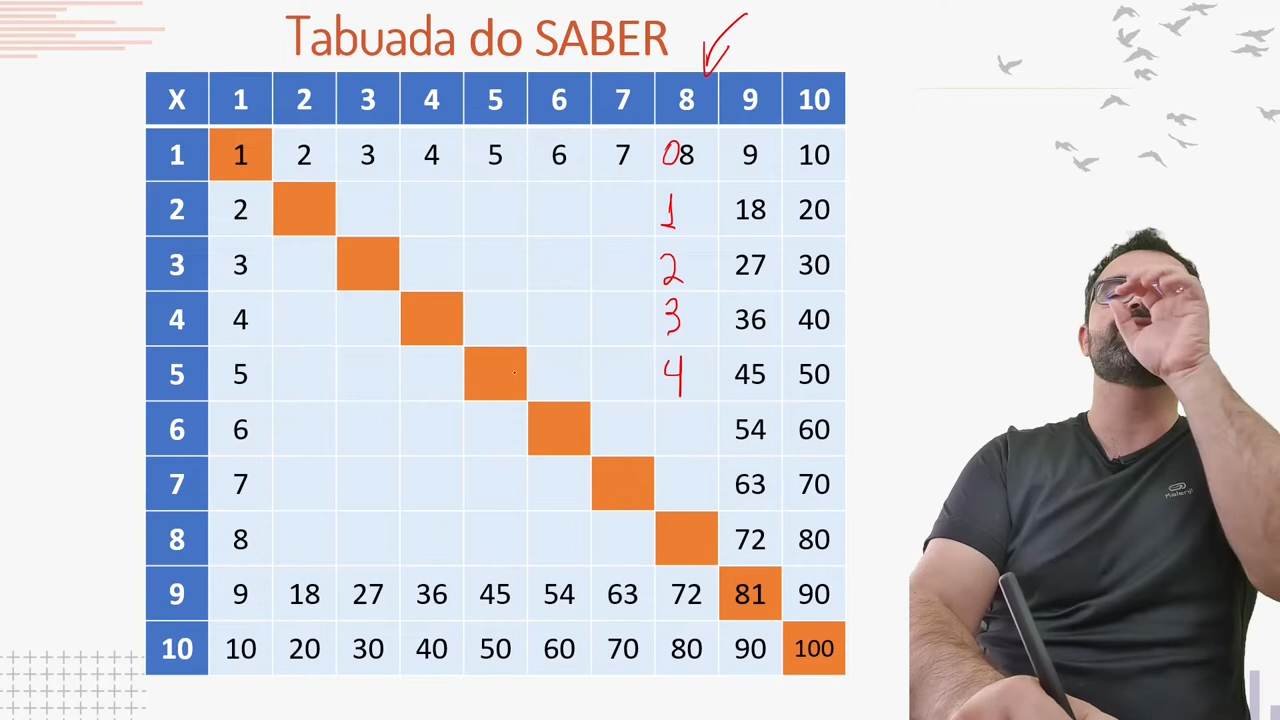 Tabuada do SABER
X 1 2 3 4 5 6 7 8 9 10
1 1 2 3 4 5 6 7 08 9 10
2 2 1 18 20
3 3 2 27 30
4 4 3 36 40
5 5 4 45 50
6 6 54 60
7 7 63 70
8 8 72 80
9 9 18 27 36 45 54 63 72 81 90
10 10 20 30 40 50 60 70 80 90 100